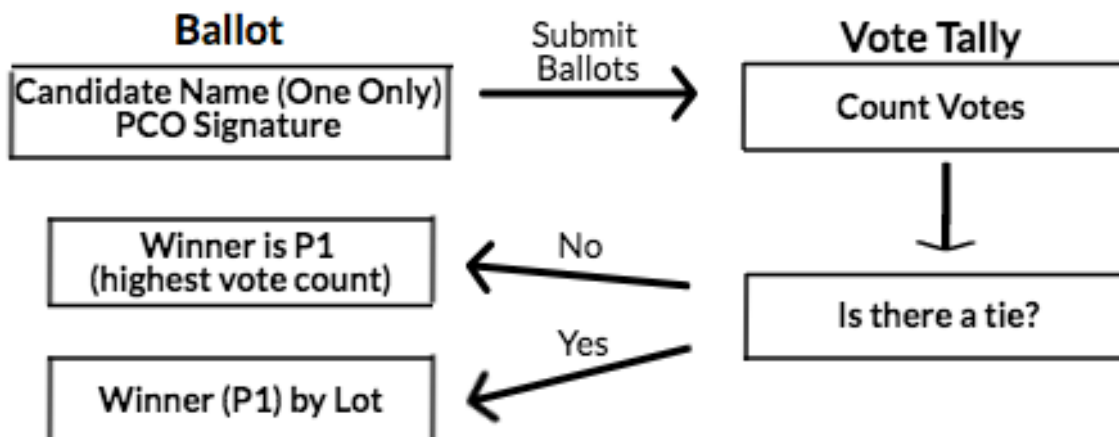 Ballot
Candidate Name (One Only)
PCO Signature
Submit
Ballots
Vote Tally
Count Votes
Is there a tie?
No
Winner is P1
(highest vote count)
Yes
Winner (P1) by Lot